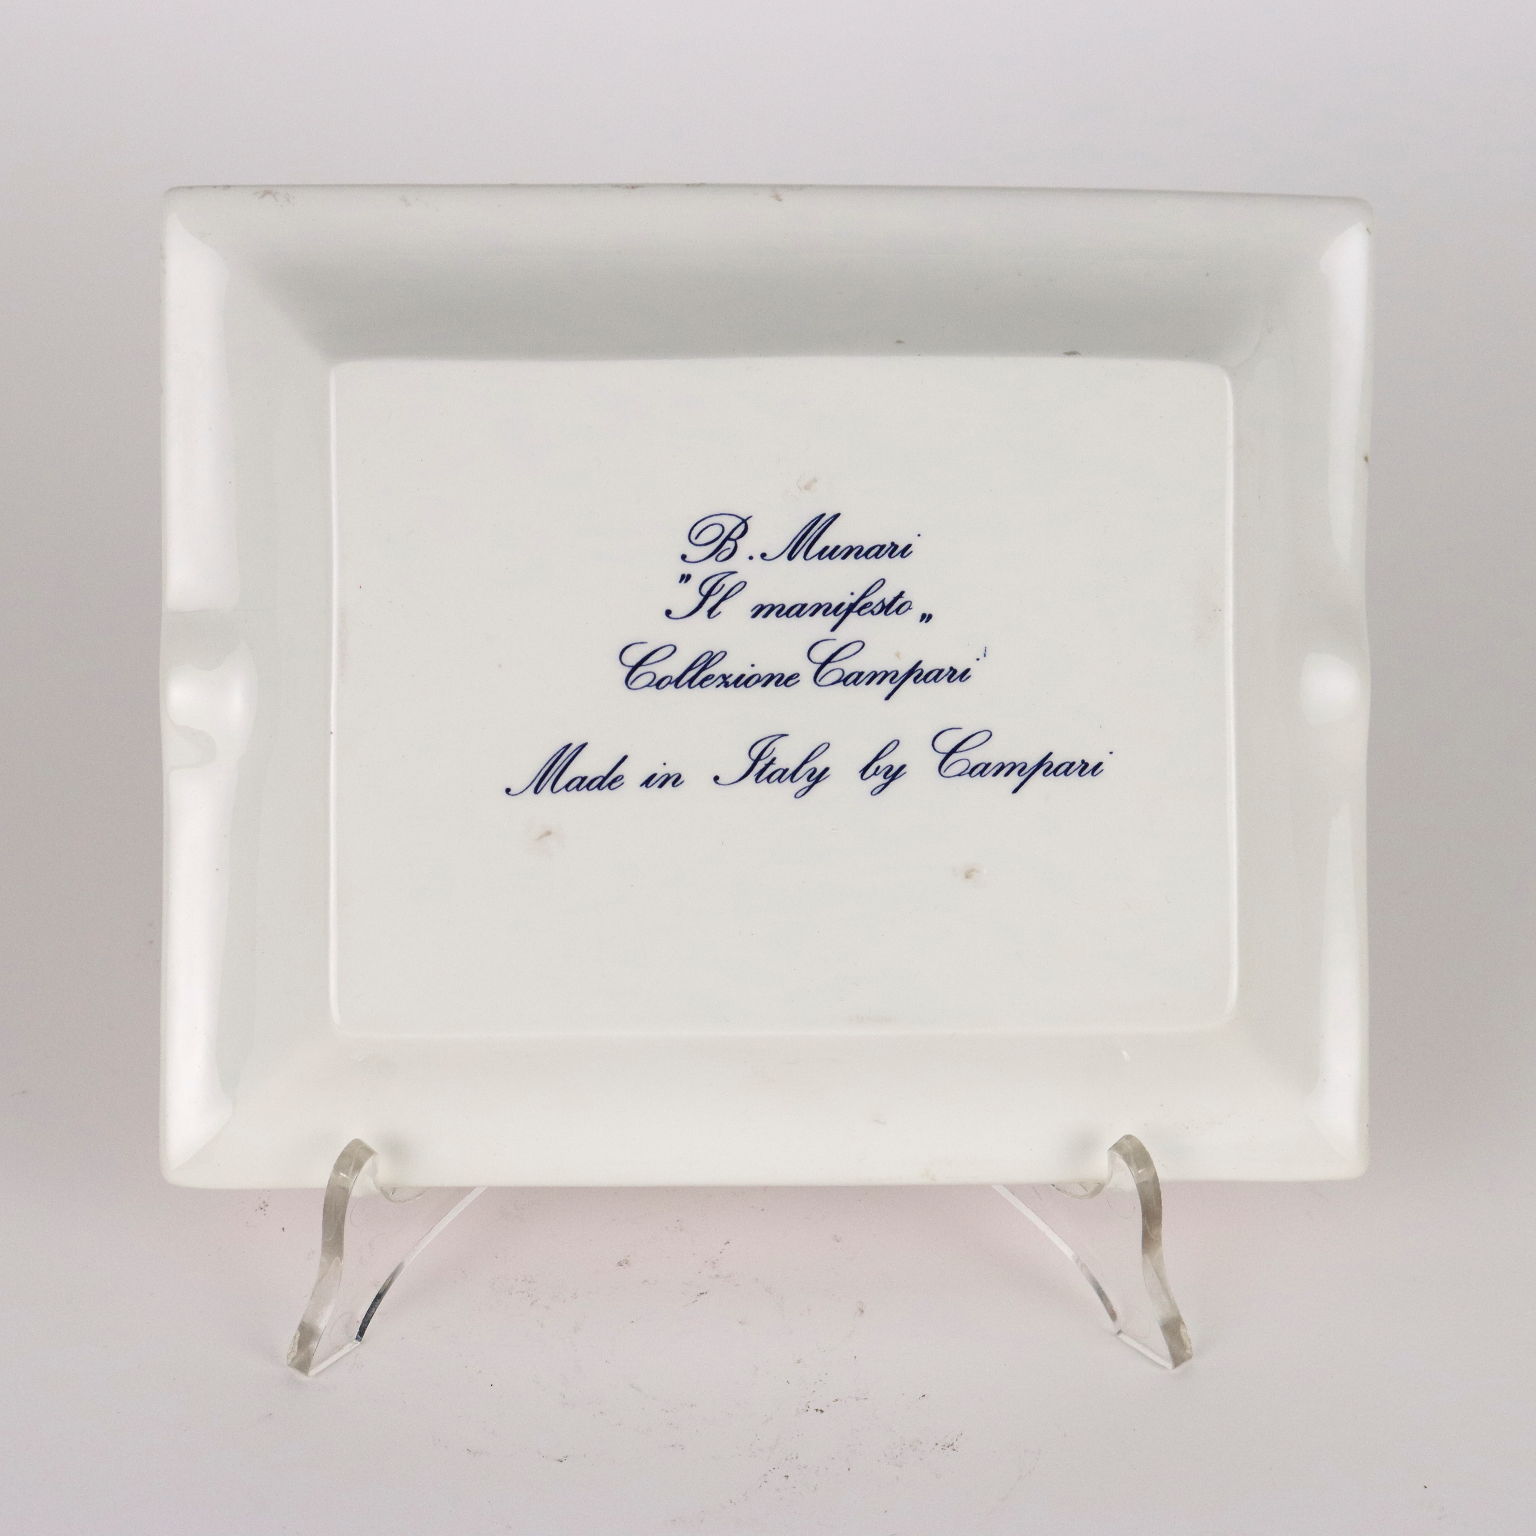 B. Munari
"Il manifesto„
Collezione Campari
Made in Italy by Campari